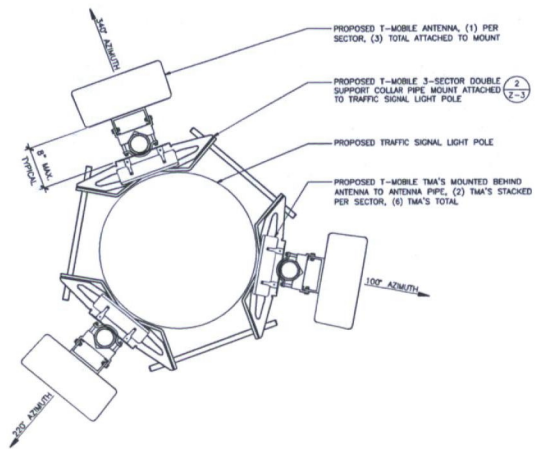 340° AZIMUTH
PROPOSED T-MOBILE ANTENNA, (1) PER
SECTOR, (3) TOTAL ATTACHED TO MOUNT
PROPOSED T-MOBILE 3-SECTOR DOUBLE
SUPPORT COLLAR PIPE MOUNT ATTACHED
TO TRAFFIC SIGNAL LIGHT POLE
2
Z-3
8" MAX.
TYPICAL
PROPOSED TRAFFIC SIGNAL LIGHT POLE
PROPOSED T-MOBILE TMA'S MOUNTED BEHIND
ANTENNA TO ANTENNA PIPE, (2) TMA'S STACKED
PER SECTOR, (6) TMA'S TOTAL
100° AZIMUTH
220° AZIMUTH